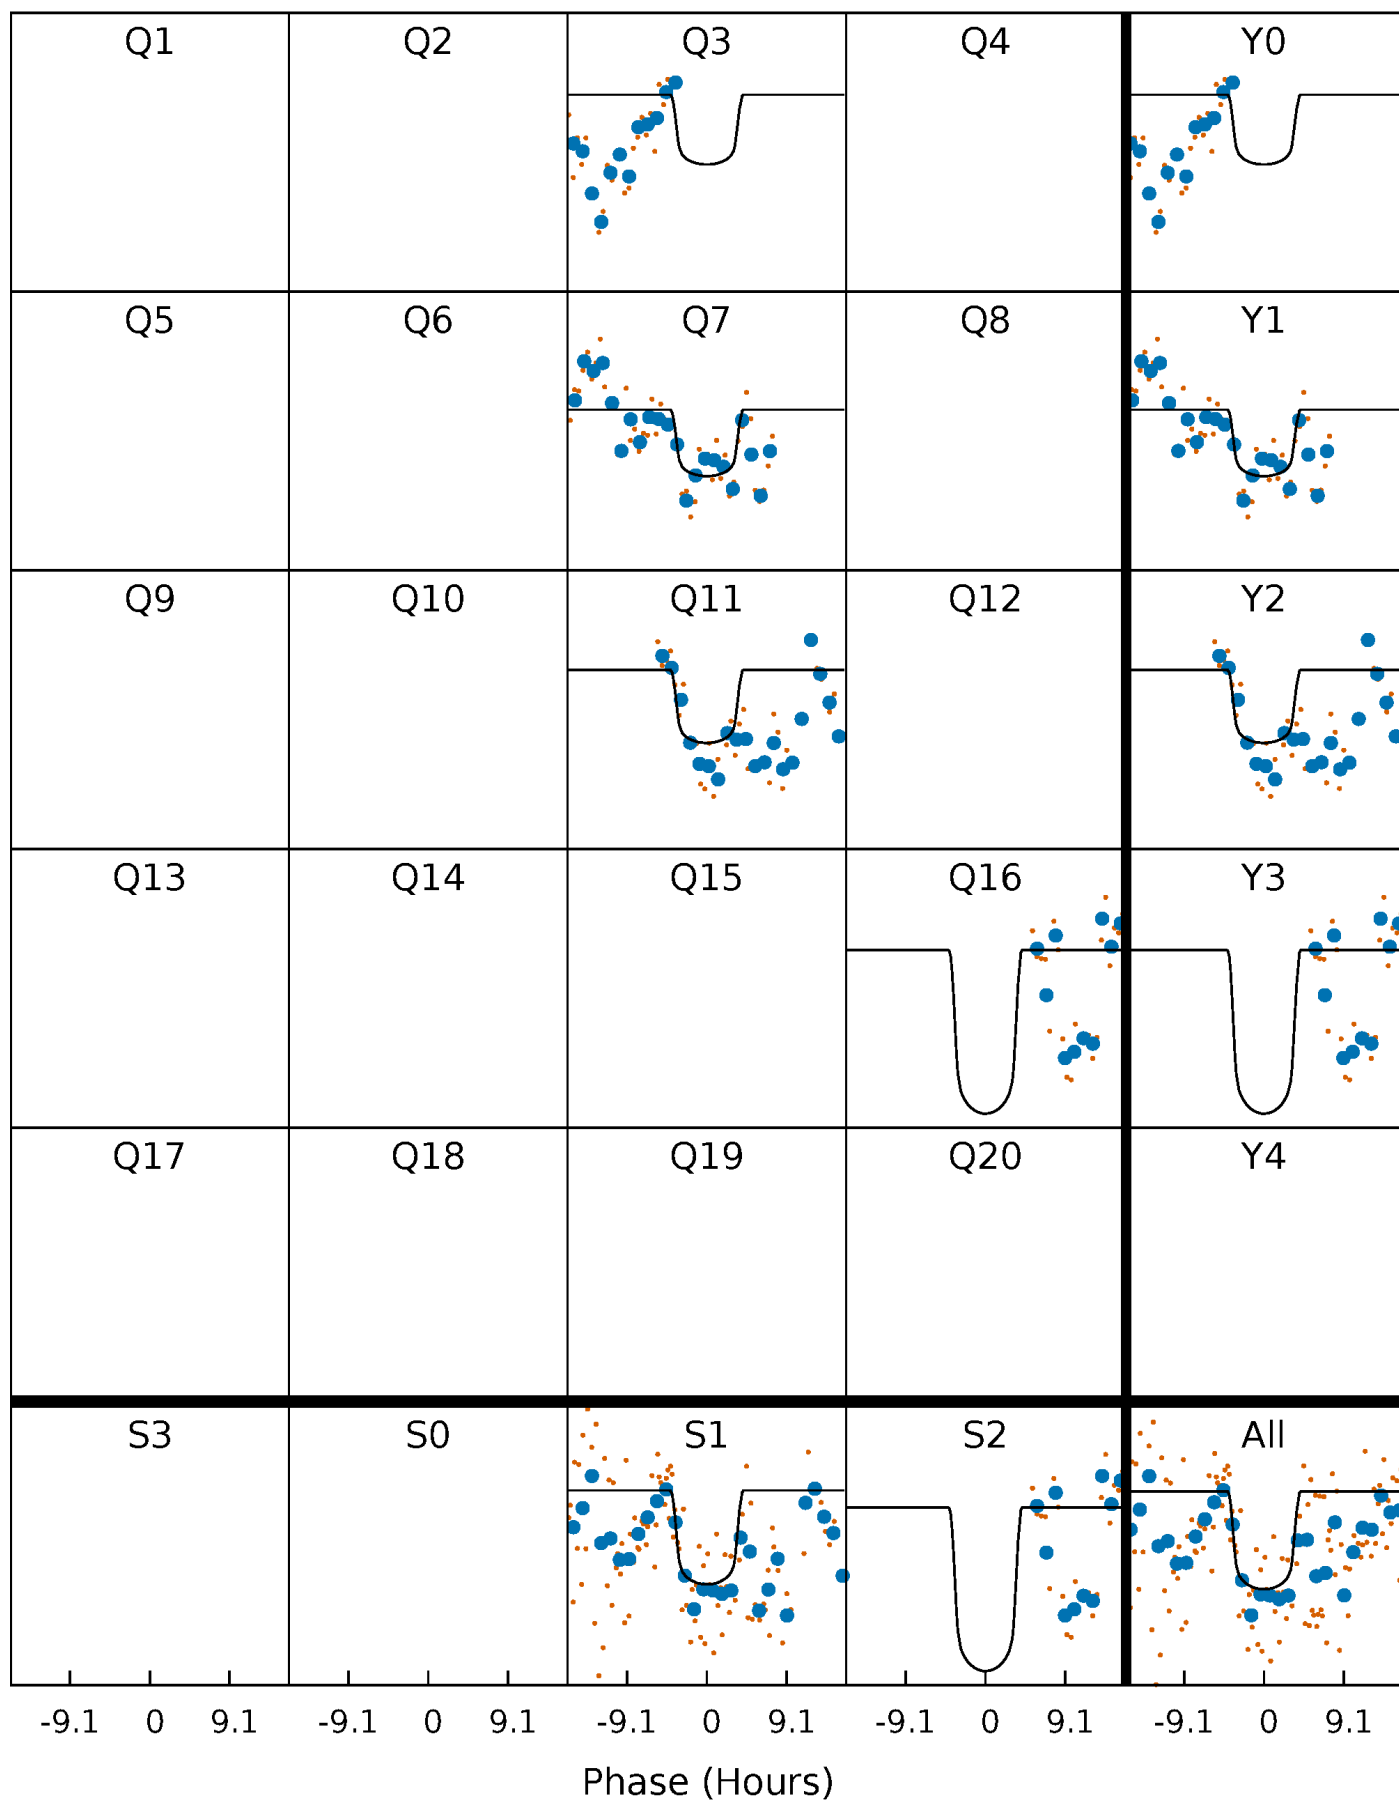 Q1 Q2 Q3 Q4 Y0
Q5 Q6 Q7 Q8 Y1
Q9 Q10 Q11 Q12 Y2
Q13 Q14 Q15 Q16 Y3
Q17 Q18 Q19 Q20 Y4
S3 S0 S1 S2 All
-9.1 0 9.1 -9.1 0 9.1 -9.1 0 9.1 -9.1 0 9.1 -9.1 0 9.1
Phase (Hours)